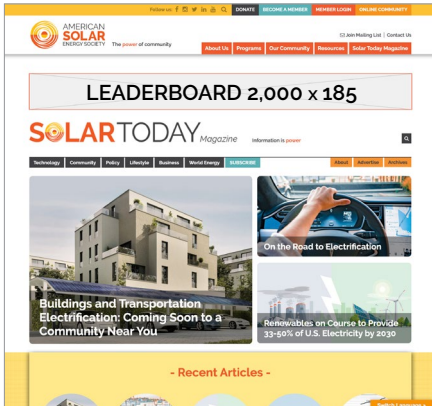 Follow us
DONATE
BECOME A MEMBER
MEMBER LOGIN
ONLINE COMMUNITY
AMERICAN
SOLAR
ENERGY SOCIETY
The power of community
Join Mailing List | Contact Us
About Us
Programs
Our Community
Resources
Solar Today Magazine
LEADERBOARD 2,000 x 185
SOLARTODAY Magazine
Information is power
Technology
Community
Policy
Lifestyle
Business
World Energy
SUBSCRIBE
About
Advertise
Archives
Buildings and Transportation
Electrification: Coming Soon to a
Community Near You
On the Road to Electrification
Renewables on Course to Provide
33-50% of U.S. Electricity by 2030
- Recent Articles -